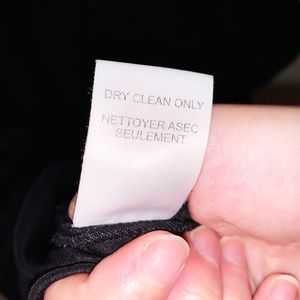 DRY CLEAN ONLY
NETTOYER ASEC
SEULEMENT